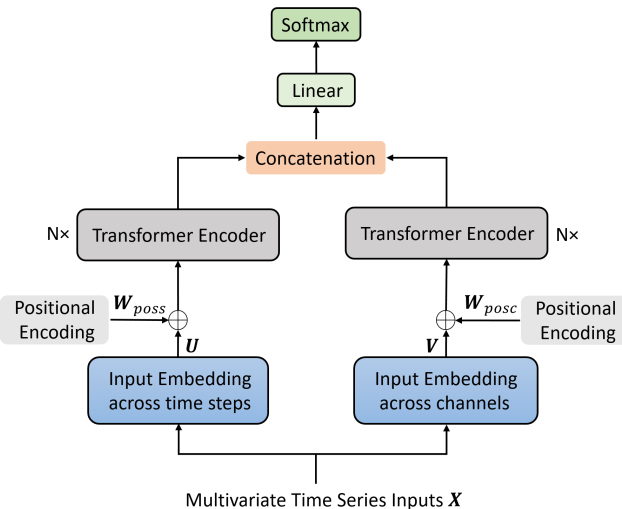 Softmax
Linear
Concatenation
N×
Transformer Encoder
Transformer Encoder
N×
Positional
Encoding
W_poss
W_posc
Positional
Encoding
U
V
Input Embedding
across time steps
Input Embedding
across channels
Multivariate Time Series Inputs X